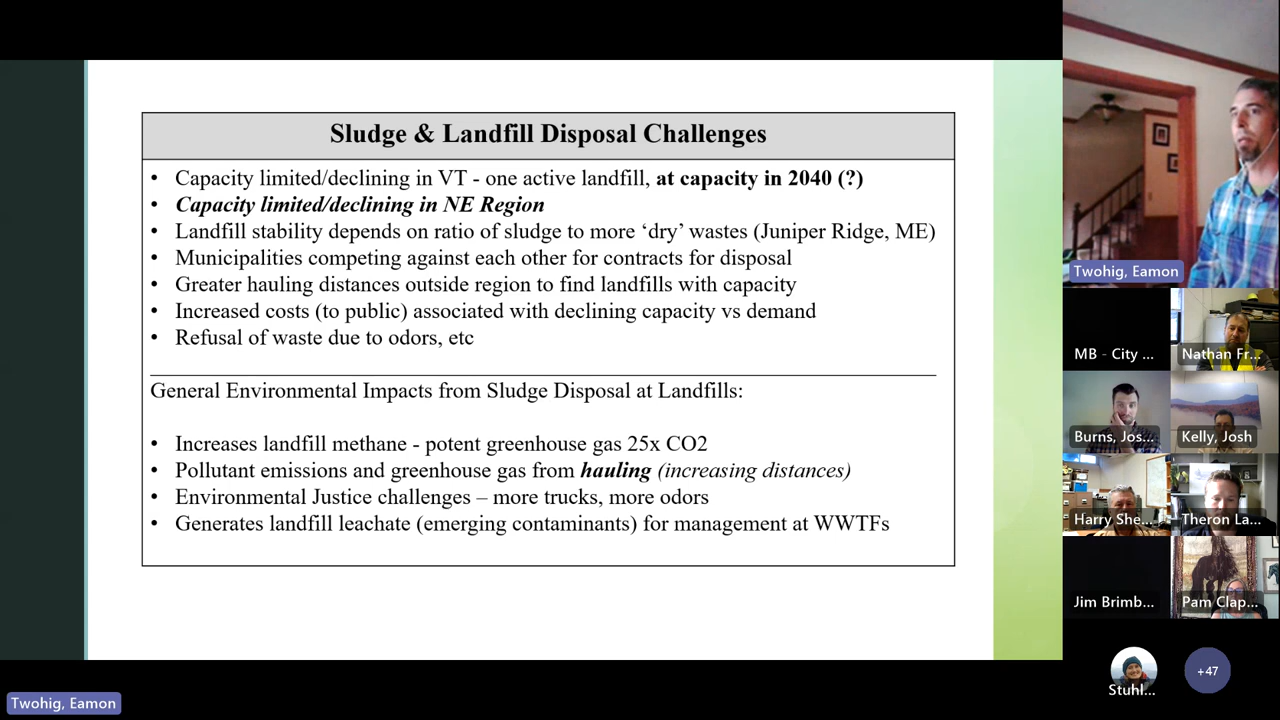 Sludge & Landfill Disposal Challenges
• Capacity limited/declining in VT - one active landfill, at capacity in 2040 (?)
• Capacity limited/declining in NE Region
• Landfill stability depends on ratio of sludge to more ‘dry’ wastes (Juniper Ridge, ME)
• Municipalities competing against each other for contracts for disposal
• Greater hauling distances outside region to find landfills with capacity
• Increased costs (to public) associated with declining capacity vs demand
• Refusal of waste due to odors, etc
General Environmental Impacts from Sludge Disposal at Landfills:
• Increases landfill methane - potent greenhouse gas 25x CO2
• Pollutant emissions and greenhouse gas from hauling (increasing distances)
• Environmental Justice challenges – more trucks, more odors
• Generates landfill leachate (emerging contaminants) for management at WWTFs
Twohig, Eamon
MB - City ...
Nathan Fr...
Burns, Jos...
Kelly, Josh
Harry She...
Theron La...
Jim Brimb...
Pam Clap...
Stuhl...
+47
Twohig, Eamon